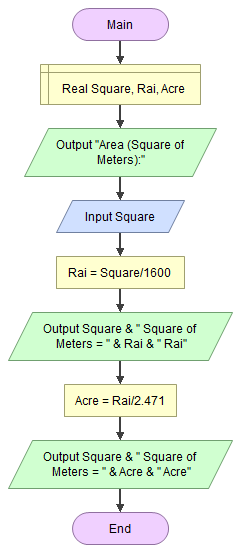 Main
Real Square, Rai, Acre
Output "Area (Square of
Meters):"
Input Square
Rai = Square/1600
Output Square & " Square of
Meters = " & Rai & " Rai"
Acre = Rai/2.471
Output Square & " Square of
Meters = " & Acre & " Acre"
End